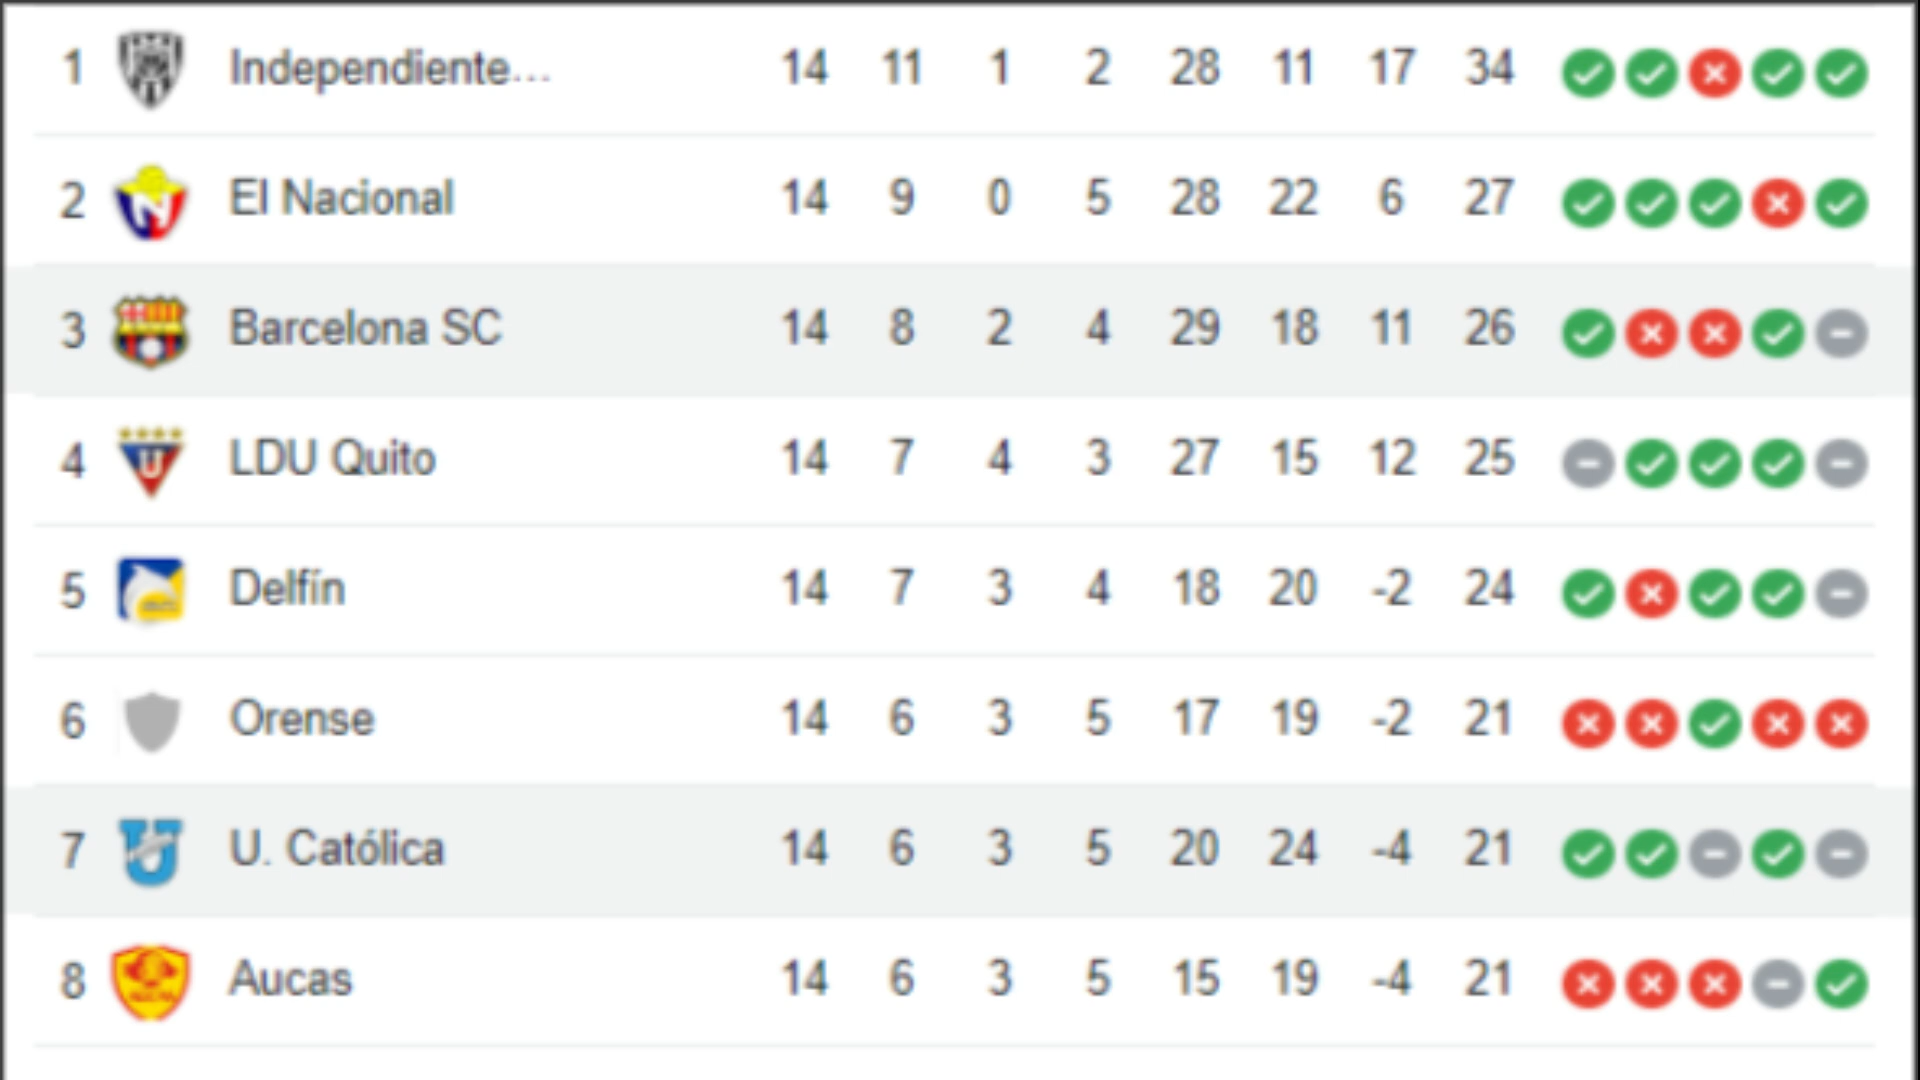 1 Independiente... 14 11 1 2 28 11 17 34
2 El Nacional 14 9 0 5 28 22 6 27
3 Barcelona SC 14 8 2 4 29 18 11 26
4 LDU Quito 14 7 4 3 27 15 12 25
5 Delfín 14 7 3 4 18 20 -2 24
6 Orense 14 6 3 5 17 19 -2 21
7 U. Católica 14 6 3 5 20 24 -4 21
8 Aucas 14 6 3 5 15 19 -4 21